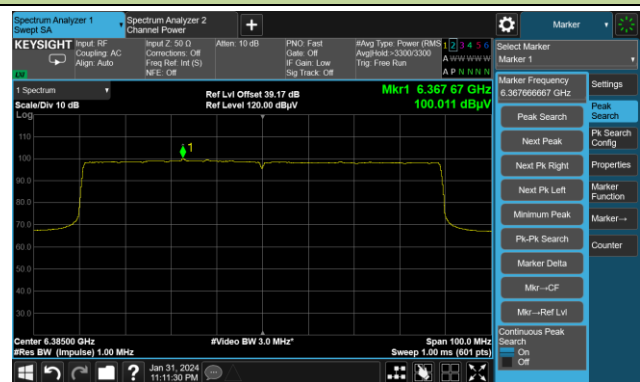 Spectrum Analyzer 1
Swept SA
Spectrum Analyzer 2
Channel Power
+
Marker
KEYSIGHT
Input: RF
Coupling: AC
Align: Auto
Input Z: 50 Ω
Corrections: Off
Freq Ref: Int (S)
NFE: Off
Atten: 10 dB
PNO: Fast
Gate: Off
IF Gain: Low
Sig Track: Off
#Avg Type: Power (RMS
Avg|Hold:>3300/3300
Trig: Free Run
1 2 3 4 5 6
A W W W W W
A P N N N N
LXI
Select Marker
Marker 1
1 Spectrum
Scale/Div 10 dB
Log
Ref Lvl Offset 39.17 dB
Ref Level 120.00 dBµV
Mkr1 6.367 67 GHz
100.011 dBµV
Marker Frequency
6.367666667 GHz
Peak Search
Next Peak
Next Pk Right
Next Pk Left
Minimum Peak
Pk-Pk Search
Marker Delta
Mkr→CF
Mkr→Ref Lvl
Continuous Peak
Search
On
Off
Settings
Peak
Search
Pk Search
Config
Properties
Marker
Function
Marker→
Counter
1
110
100
90.0
80.0
70.0
60.0
50.0
40.0
30.0
Center 6.38500 GHz
#Res BW (Impulse) 1.00 MHz
#Video BW 3.0 MHz*
Span 100.0 MHz
Sweep 1.00 ms (601 pts)
?
Jan 31, 2024
11:11:30 PM